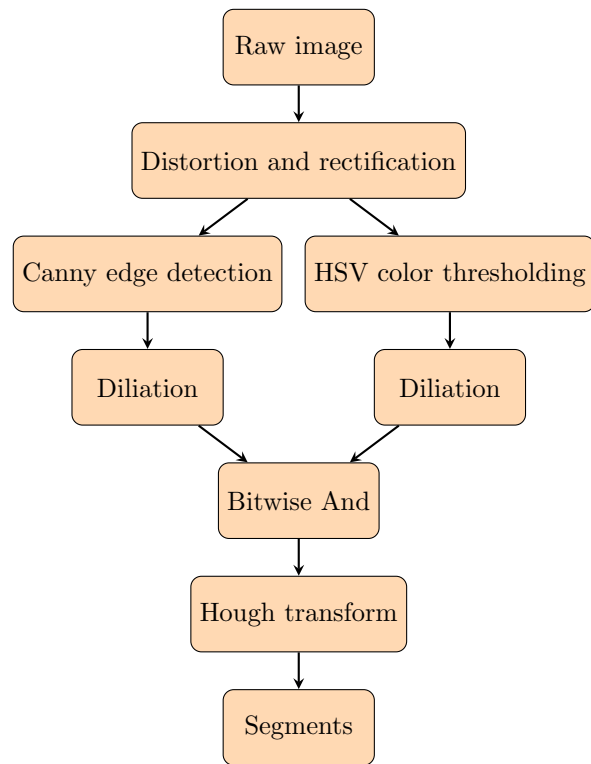 Raw image
Distortion and rectification
Canny edge detection
HSV color thresholding
Diliation
Diliation
Bitwise And
Hough transform
Segments